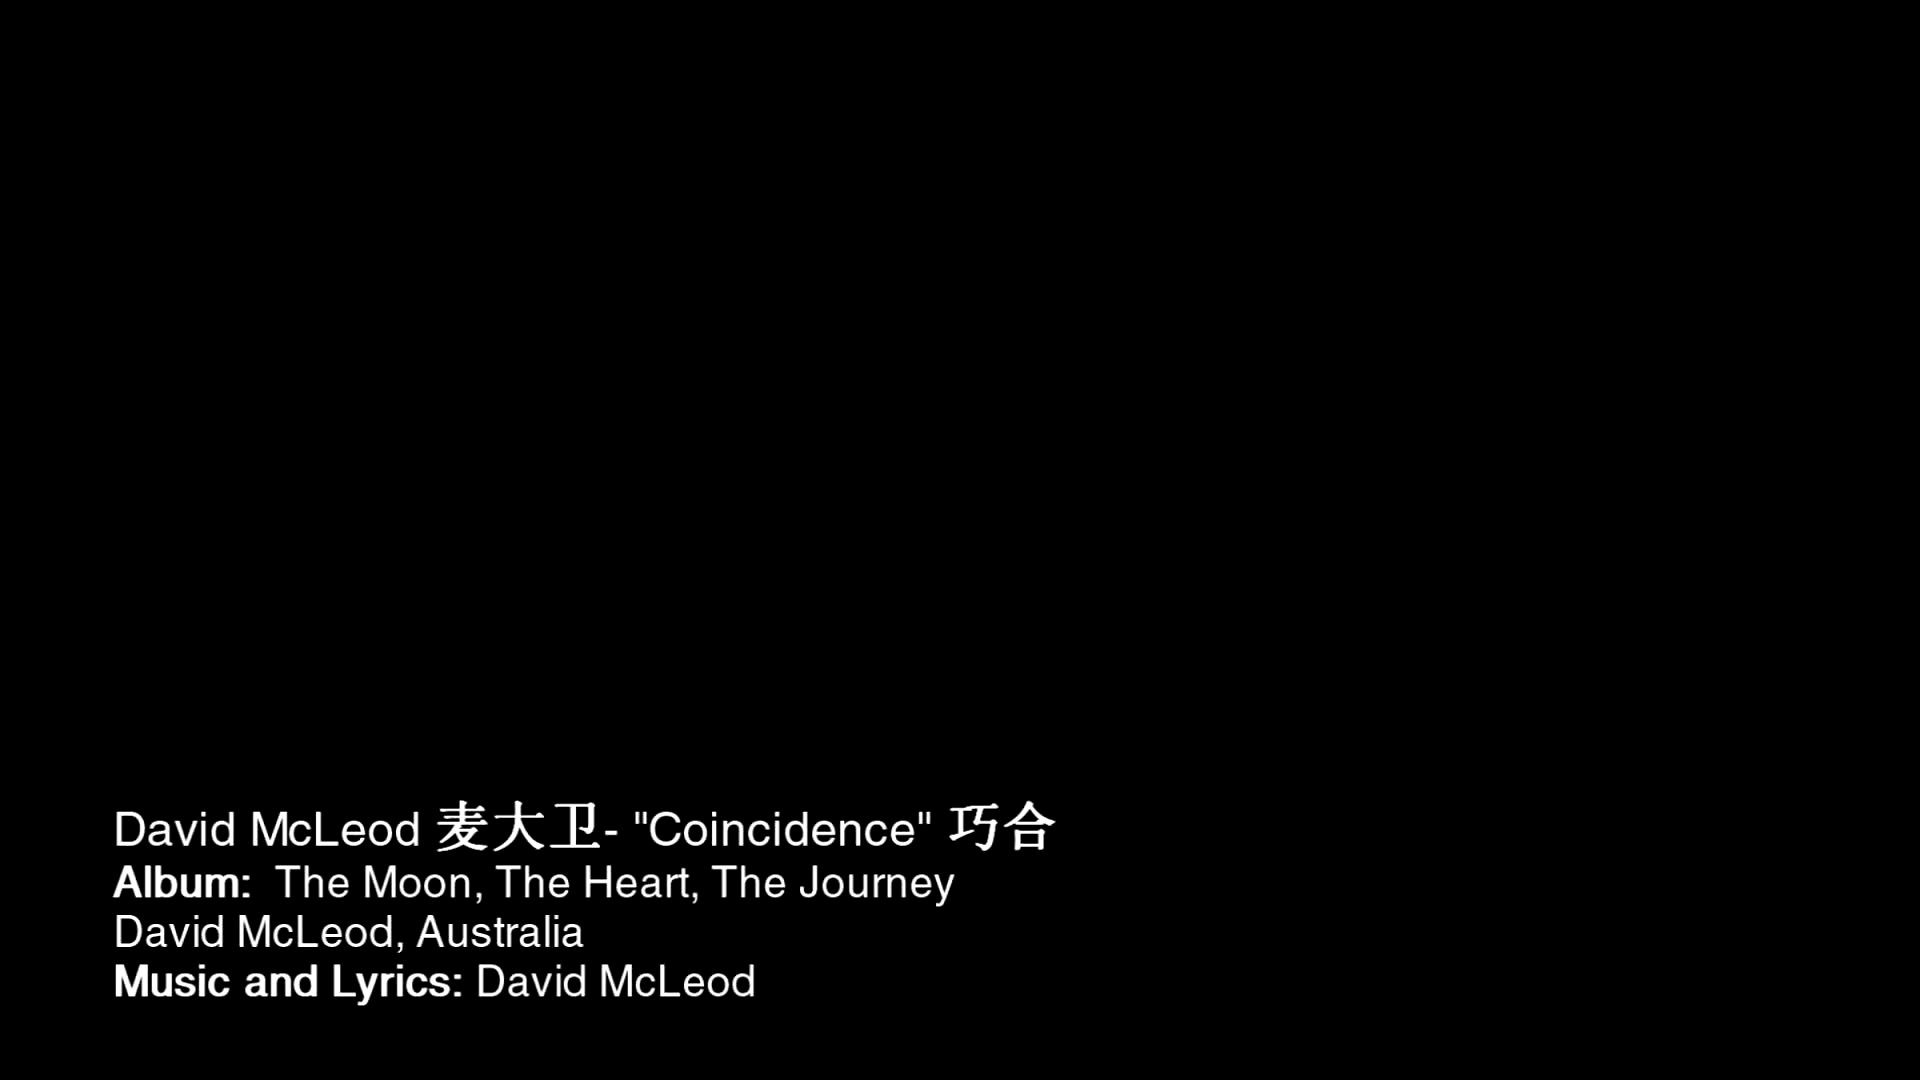 David McLeod 麦大卫- "Coincidence" 巧合
Album:  The Moon, The Heart, The Journey
David McLeod, Australia
Music and Lyrics: David McLeod